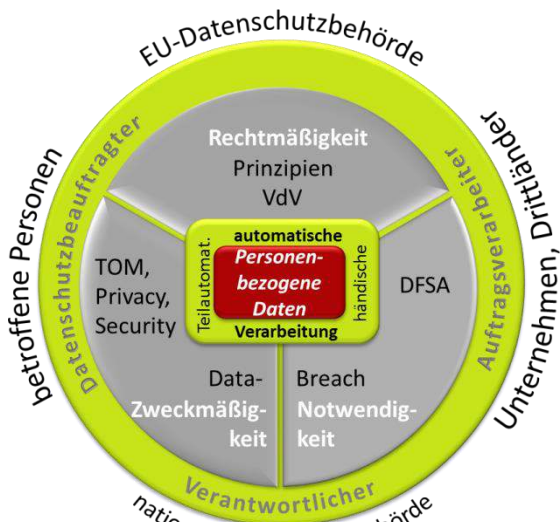 EU-Datenschutzbehörde
betroffene Personen
Unternehmen, Drittländer
Datenschutzbeauftragter
Auftragsverarbeiter
Rechtmäßigkeit
Prinzipien
VdV
automatische
Teilautomat.
Personen-
bezogene
Daten
händische
Verarbeitung
TOM,
Privacy,
Security
DFSA
Data-
Zweckmäßig-
keit
Breach
Notwendig-
keit
Verantwortlicher